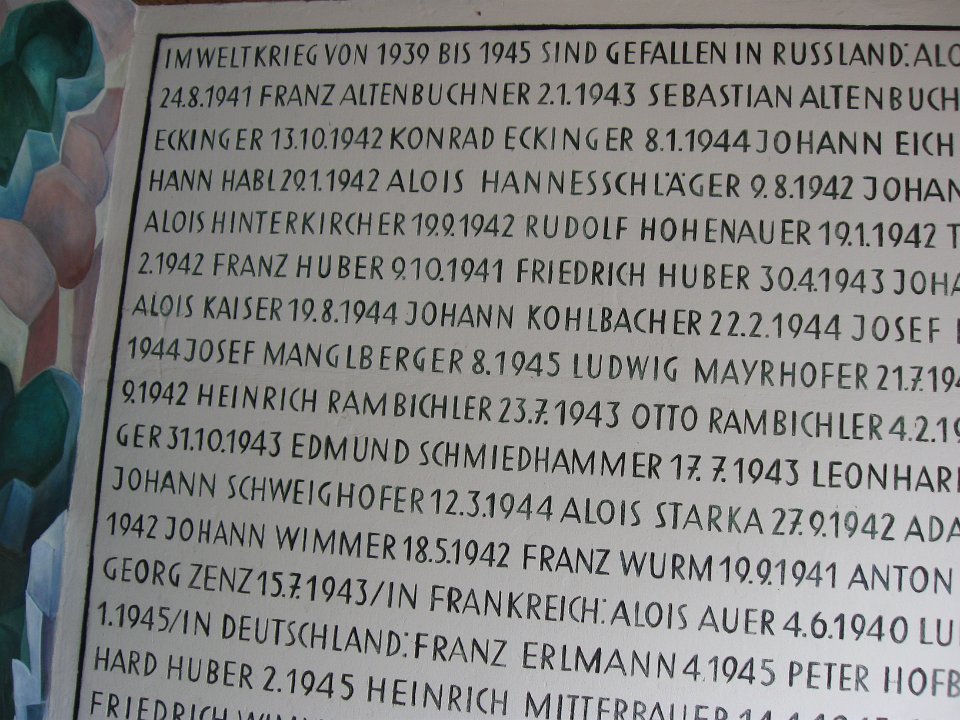 IM WELTKRIEG VON 1939 BIS 1945 SIND GEFALLEN IN RUSSLAND: ALO
24.8.1941 FRANZ ALTENBUCHNER 2.1.1943 SEBASTIAN ALTENBUCH
ECKINGER 13.10.1942 KONRAD ECKINGER 8.1.1944 JOHANN EICH
HANN HABL 29.1.1942 ALOIS HANNESSCHLÄGER 9.8.1942 JOHAN
ALOIS HINTERKIRCHER 19.9.1942 RUDOLF HOHENAUER 19.1.1942 T
2.1942 FRANZ HUBER 9.10.1941 FRIEDRICH HUBER 30.4.1943 JOHA
ALOIS KAISER 19.8.1944 JOHANN KOHLBACHER 22.2.1944 JOSEF
1944 JOSEF MANGLBERGER 8.1945 LUDWIG MAYRHOFER 21.7.194
9.1942 HEINRICH RAMBICHLER 23.7.1943 OTTO RAMBICHLER 4.2.19
GER 31.10.1943 EDMUND SCHMIEDHAMMER 17.7.1943 LEONHAR
JOHANN SCHWEIGHOFER 12.3.1944 ALOIS STARKA 27.9.1942 ADA
1942 JOHANN WIMMER 18.5.1942 FRANZ WURM 19.9.1941 ANTON
GEORG ZENZ 15.7.1943/IN FRANKREICH: ALOIS AUER 4.6.1940 LU
1.1945/IN DEUTSCHLAND: FRANZ ERLMANN 4.1945 PETER HOFB
HARD HUBER 2.1945 HEINRICH MITTERBAUER
FRIEDRICH